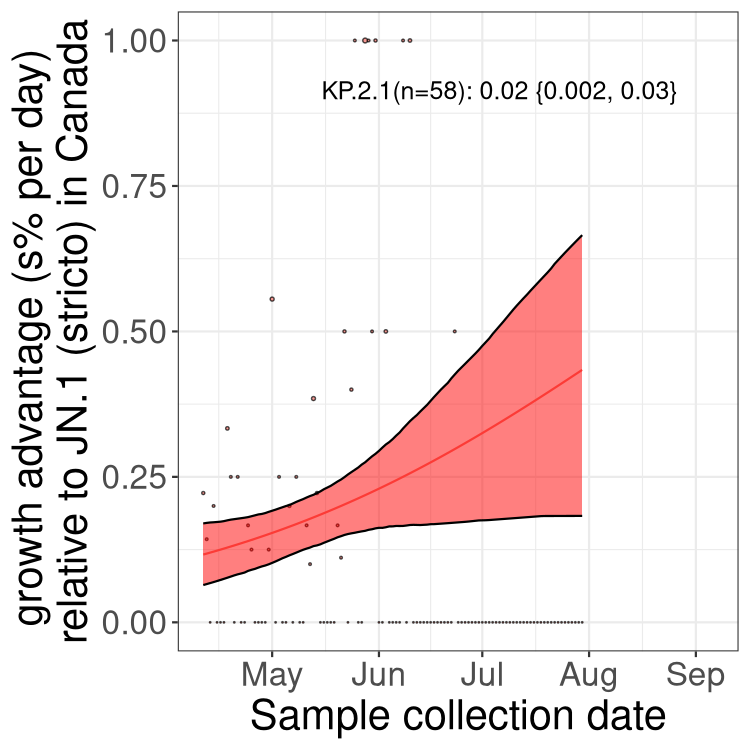 growth advantage (s% per day)
relative to JN.1 (stricto) in Canada
1.00
0.75
0.50
0.25
0.00
KP.2.1(n=58): 0.02 {0.002, 0.03}
May Jun Jul Aug Sep
Sample collection date